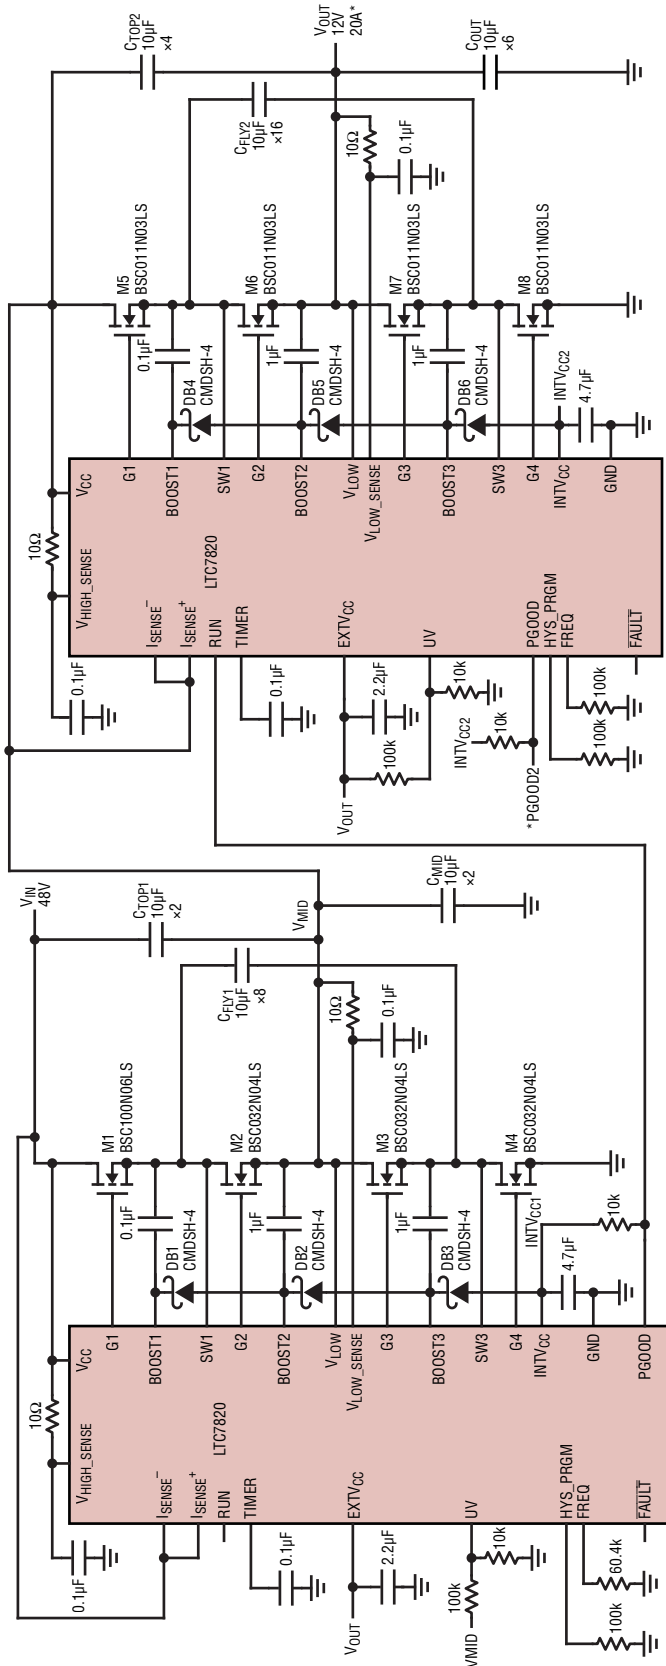 VIN
48V
CTOP1
10µF
×2
10Ω
0.1µF
VHIGH_SENSE
VCC
ISENSE−
ISENSE+
RUN
TIMER
0.1µF
LTC7820
VOUT
EXTVCC
2.2µF
VMID
100k
UV
10k
HYS_PRGM
FREQ
60.4k
100k
FAULT
G1
BOOST1
SW1
G2
BOOST2
VLOW
VLOW_SENSE
G3
BOOST3
SW3
G4
INTVCC
GND
PGOOD
M1
BSC100N06LS
0.1µF
DB1
CMDSH-4
M2
BSC032N04LS
1µF
DB2
CMDSH-4
M3
BSC032N04LS
1µF
DB3
CMDSH-4
M4
BSC032N04LS
INTVCC1
4.7µF
10k
CFLY1
10µF
×8
10Ω
0.1µF
VMID
CMID
10µF
×2
10Ω
0.1µF
VHIGH_SENSE
VCC
ISENSE−
ISENSE+
RUN
TIMER
0.1µF
LTC7820
VOUT
EXTVCC
2.2µF
100k
UV
10k
INTVCC2
10k
*PGOOD2
PGOOD
HYS_PRGM
FREQ
100k
100k
FAULT
G1
BOOST1
SW1
G2
BOOST2
VLOW
VLOW_SENSE
G3
BOOST3
SW3
G4
INTVCC
GND
M5
BSC011N03LS
0.1µF
DB4
CMDSH-4
M6
BSC011N03LS
1µF
DB5
CMDSH-4
M7
BSC011N03LS
1µF
DB6
CMDSH-4
M8
BSC011N03LS
INTVCC2
4.7µF
CTOP2
10µF
×4
CFLY2
10µF
×16
10Ω
0.1µF
VOUT
12V
20A*
COUT
10µF
×6